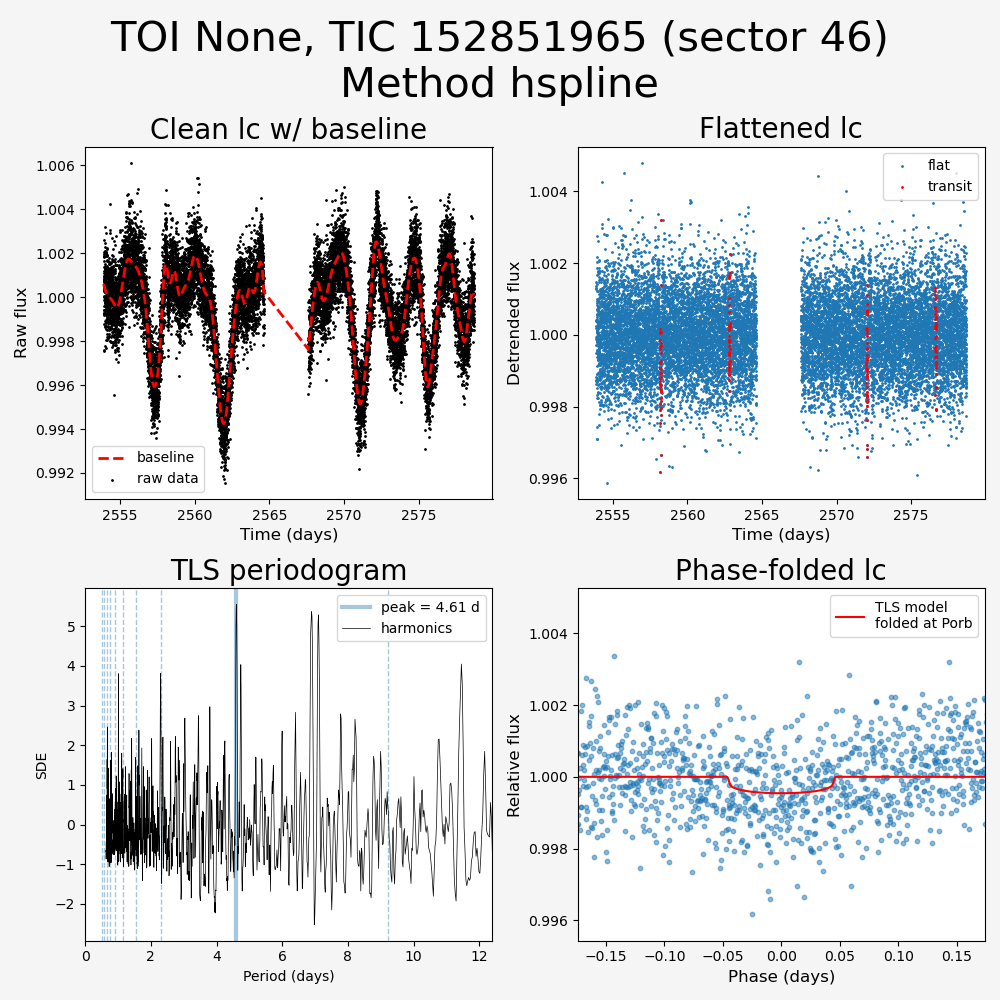 TOI None, TIC 152851965 (sector 46)
Method hspline
Clean lc w/ baseline
Raw flux
1.006
1.004
1.002
1.000
0.998
0.996
0.994
0.992
baseline
raw data
2555
2560
2565
2570
2575
Time (days)
Flattened lc
Detrended flux
1.004
1.002
1.000
0.998
0.996
flat
transit
2555
2560
2565
2570
2575
Time (days)
TLS periodogram
SDE
5
4
3
2
1
0
−1
−2
peak = 4.61 d
harmonics
0
2
4
6
8
10
12
Period (days)
Phase-folded lc
Relative flux
1.004
1.002
1.000
0.998
0.996
TLS model
folded at Porb
−0.15
−0.10
−0.05
0.00
0.05
0.10
0.15
Phase (days)